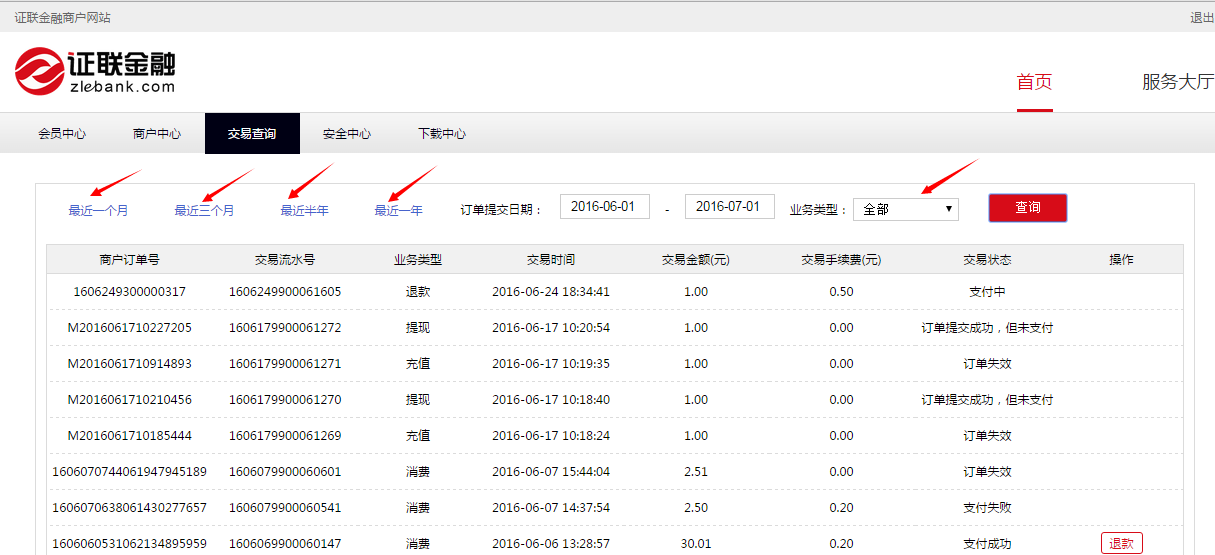 证联金融商户网站 退出
证联金融
zlebank.com
首页 服务大厅
会员中心 商户中心 交易查询 安全中心 下载中心
最近一个月 最近三个月 最近半年 最近一年 订单提交日期： 2016-06-01 - 2016-07-01 业务类型： 全部 查询
商户订单号 交易流水号 业务类型 交易时间 交易金额(元) 交易手续费(元) 交易状态 操作
1606249300000317 1606249900061605 退款 2016-06-24 18:34:41 1.00 0.50 支付中
M2016061710227205 1606179900061272 提现 2016-06-17 10:20:54 1.00 0.00 订单提交成功，但未支付
M2016061710914893 1606179900061271 充值 2016-06-17 10:19:35 1.00 0.00 订单失效
M2016061710210456 1606179900061270 提现 2016-06-17 10:18:40 1.00 0.00 订单提交成功，但未支付
M2016061710185444 1606179900061269 充值 2016-06-17 10:18:24 1.00 0.00 订单失效
1606070744061947945189 1606079900060601 消费 2016-06-07 15:44:04 2.51 0.00 订单失效
1606070638061430277657 1606079900060541 消费 2016-06-07 14:37:54 2.50 0.20 支付失败
1606060531062134895959 1606069900060147 消费 2016-06-06 13:28:57 30.01 0.20 支付成功 退款